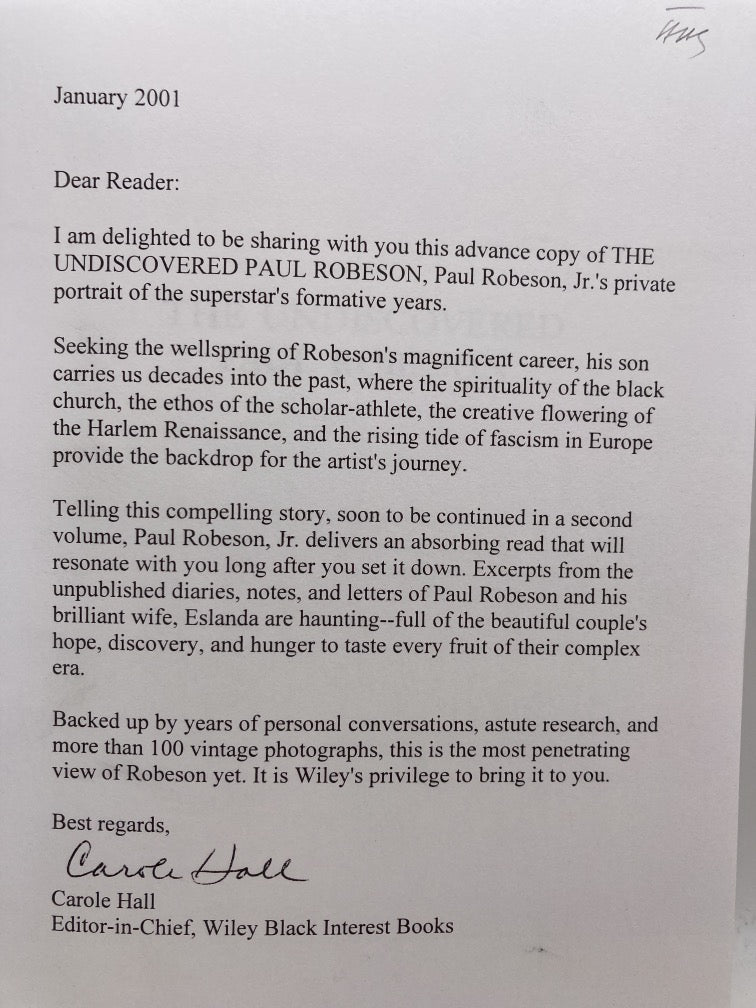 January 2001
Dear Reader:
I am delighted to be sharing with you this advance copy of THE
UNDISCOVERED PAUL ROBESON, Paul Robeson, Jr.'s private
portrait of the superstar's formative years.
Seeking the wellspring of Robeson's magnificent career, his son
carries us decades into the past, where the spirituality of the black
church, the ethos of the scholar-athlete, the creative flowering of
the Harlem Renaissance, and the rising tide of fascism in Europe
provide the backdrop for the artist's journey.
Telling this compelling story, soon to be continued in a second
volume, Paul Robeson, Jr. delivers an absorbing read that will
resonate with you long after you set it down. Excerpts from the
unpublished diaries, notes, and letters of Paul Robeson and his
brilliant wife, Eslanda are haunting--full of the beautiful couple's
hope, discovery, and hunger to taste every fruit of their complex
era.
Backed up by years of personal conversations, astute research, and
more than 100 vintage photographs, this is the most penetrating
view of Robeson yet. It is Wiley's privilege to bring it to you.
Best regards,
Carole Hall
Carole Hall
Editor-in-Chief, Wiley Black Interest Books